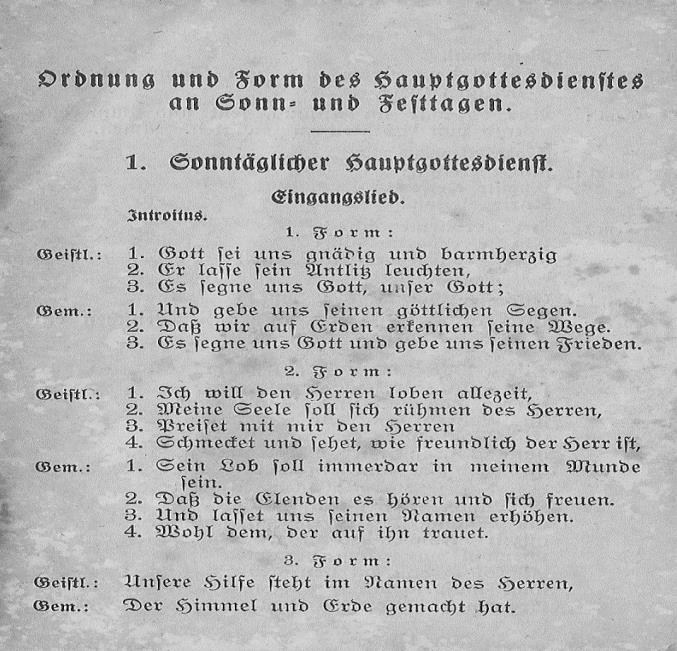 Ordnung und Form des Hauptgottesdienstes
an Sonn- und Festtagen.
1. Sonntäglicher Hauptgottesdienst.
Eingangslied.
Introitus.
1. Form:
Geistl.: 1. Gott sei uns gnädig und barmherzig
2. Er lasse sein Antlitz leuchten,
3. Es segne uns Gott, unser Gott;
Gem.: 1. Und gebe uns seinen göttlichen Segen.
2. Daß wir auf Erden erkennen seine Wege.
3. Es segne uns Gott und gebe uns seinen Frieden.
2. Form:
Geistl.: 1. Ich will den Herren loben allezeit,
2. Meine Seele soll sich rühmen des Herren,
3. Preiset mit mir den Herren
4. Schmecket und sehet, wie freundlich der Herr ist,
Gem.: 1. Sein Lob soll immerdar in meinem Munde
sein.
2. Daß die Elenden es hören und sich freuen.
3. Und lasset uns seinen Namen erhöhen.
4. Wohl dem, der auf ihn trauet.
3. Form:
Geistl.: Unsere Hilfe steht im Namen des Herren,
Gem.: Der Himmel und Erde gemacht hat.